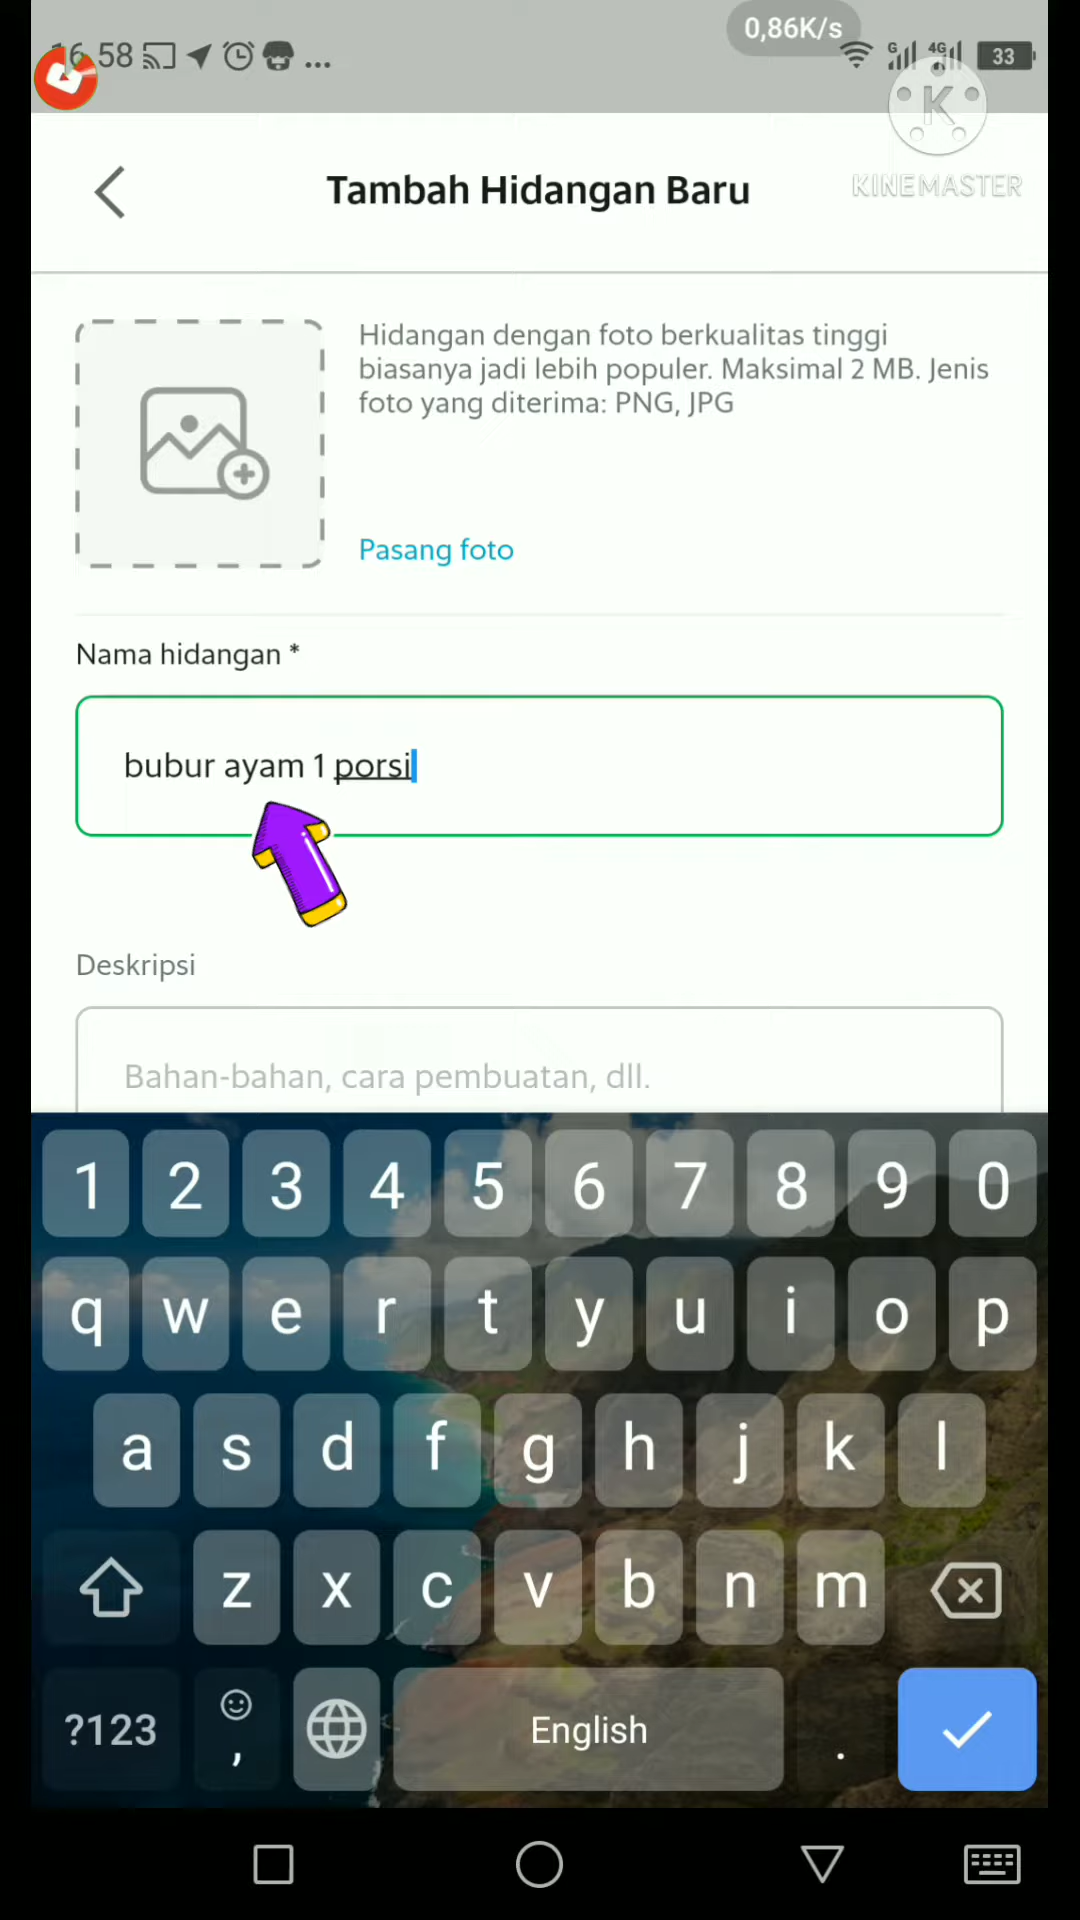 0,86K/s
16.58 ...
G 4G 33
K
KINEMASTER
Tambah Hidangan Baru
Hidangan dengan foto berkualitas tinggi
biasanya jadi lebih populer. Maksimal 2 MB. Jenis
foto yang diterima: PNG, JPG
Pasang foto
Nama hidangan *
bubur ayam 1 porsi
Deskripsi
Bahan-bahan, cara pembuatan, dll.
1 2 3 4 5 6 7 8 9 0
q w e r t y u i o p
a s d f g h j k l
z x c v b n m
?123 , English .